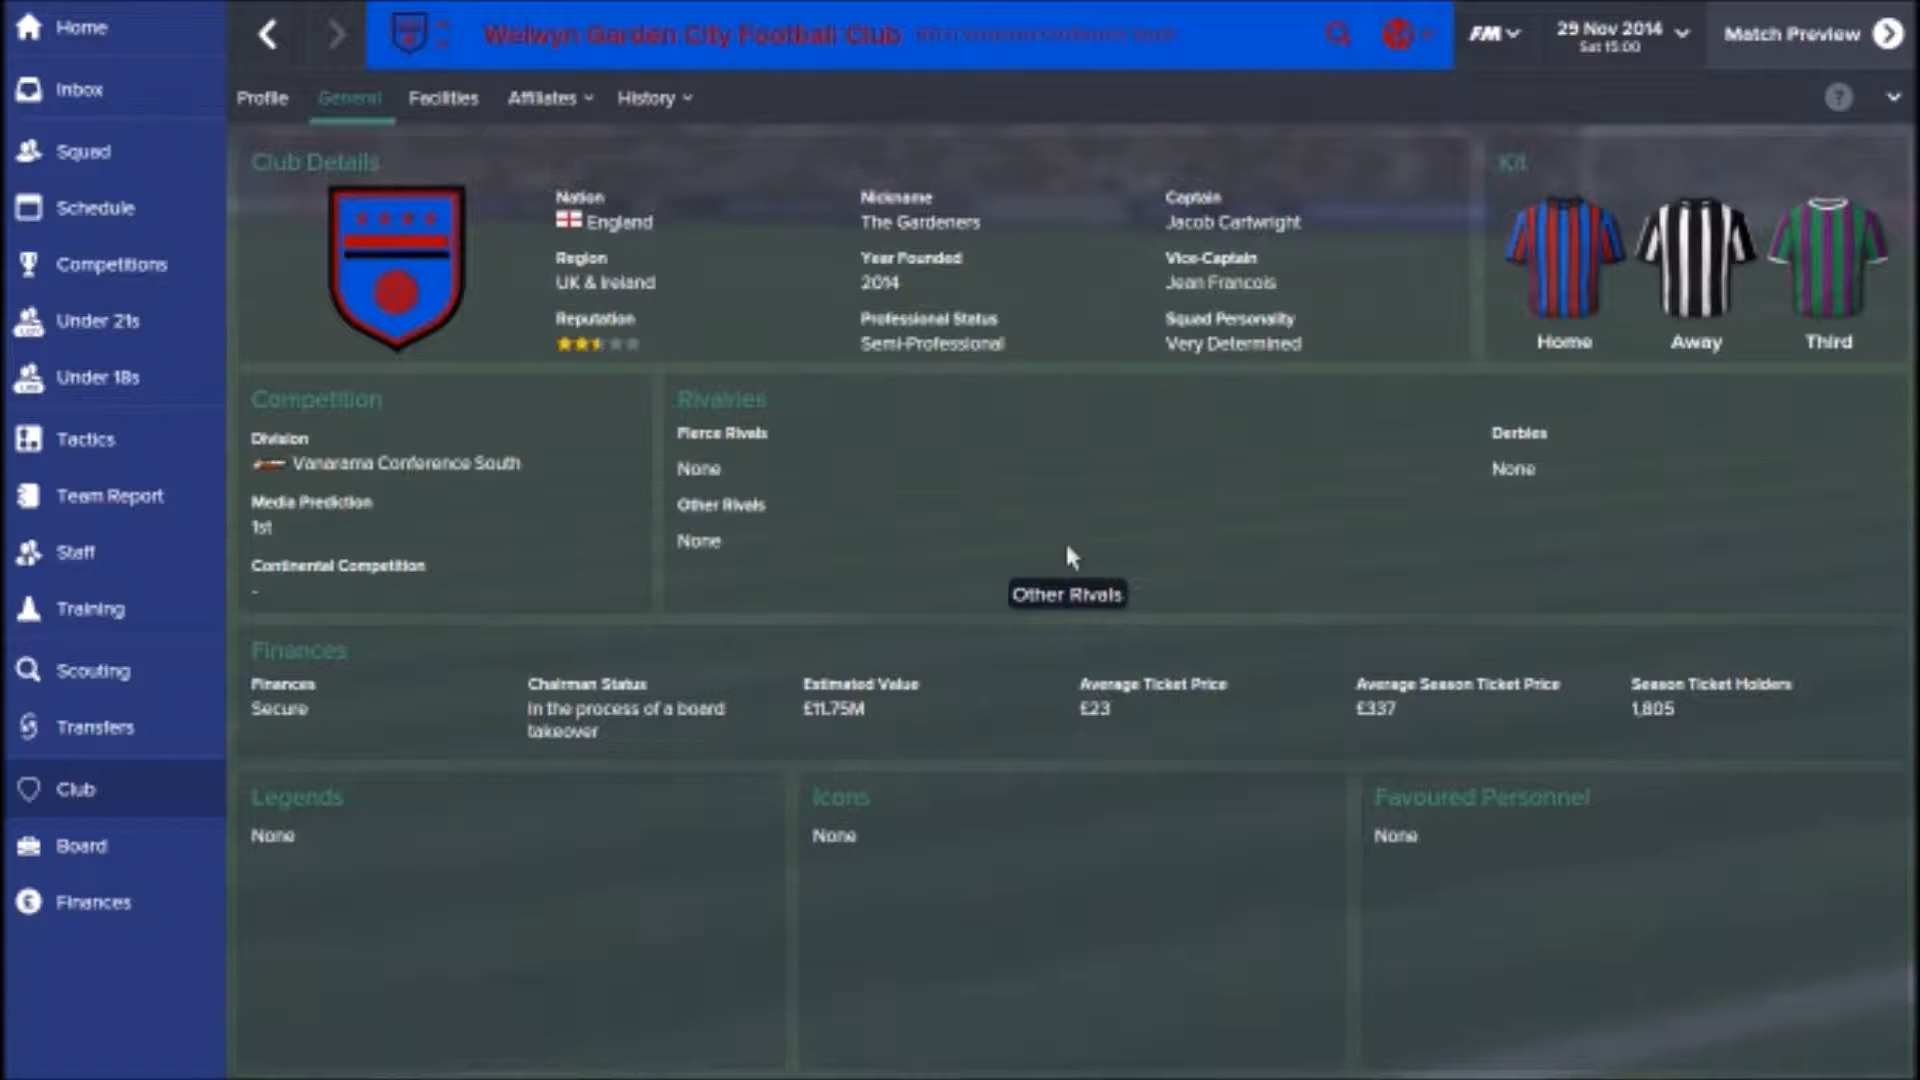 Home
Inbox
Squad
Schedule
Competitions
Under 21s
Under 18s
Tactics
Team Report
Staff
Training
Scouting
Transfers
Club
Board
Finances
Welwyn Garden City Football Club
FM
29 Nov 2014
Sat 15:00
Match Preview
Profile
General
Facilities
Affiliates
History
?
Club Details
Nation
England
Region
UK & Ireland
Reputation
Nickname
The Gardeners
Year Founded
2014
Professional Status
Semi-Professional
Captain
Jacob Cartwright
Vice-Captain
Jean Francois
Squad Personality
Very Determined
Kit
Home
Away
Third
Competition
Division
Vanarama Conference South
Media Prediction
1st
Continental Competition
-
Rivalries
Fierce Rivals
None
Other Rivals
None
Derbies
None
Other Rivals
Finances
Finances
Secure
Chairman Status
In the process of a board
takeover
Estimated Value
£11.75M
Average Ticket Price
£23
Average Season Ticket Price
£337
Season Ticket Holders
1,805
Legends
None
Icons
None
Favoured Personnel
None